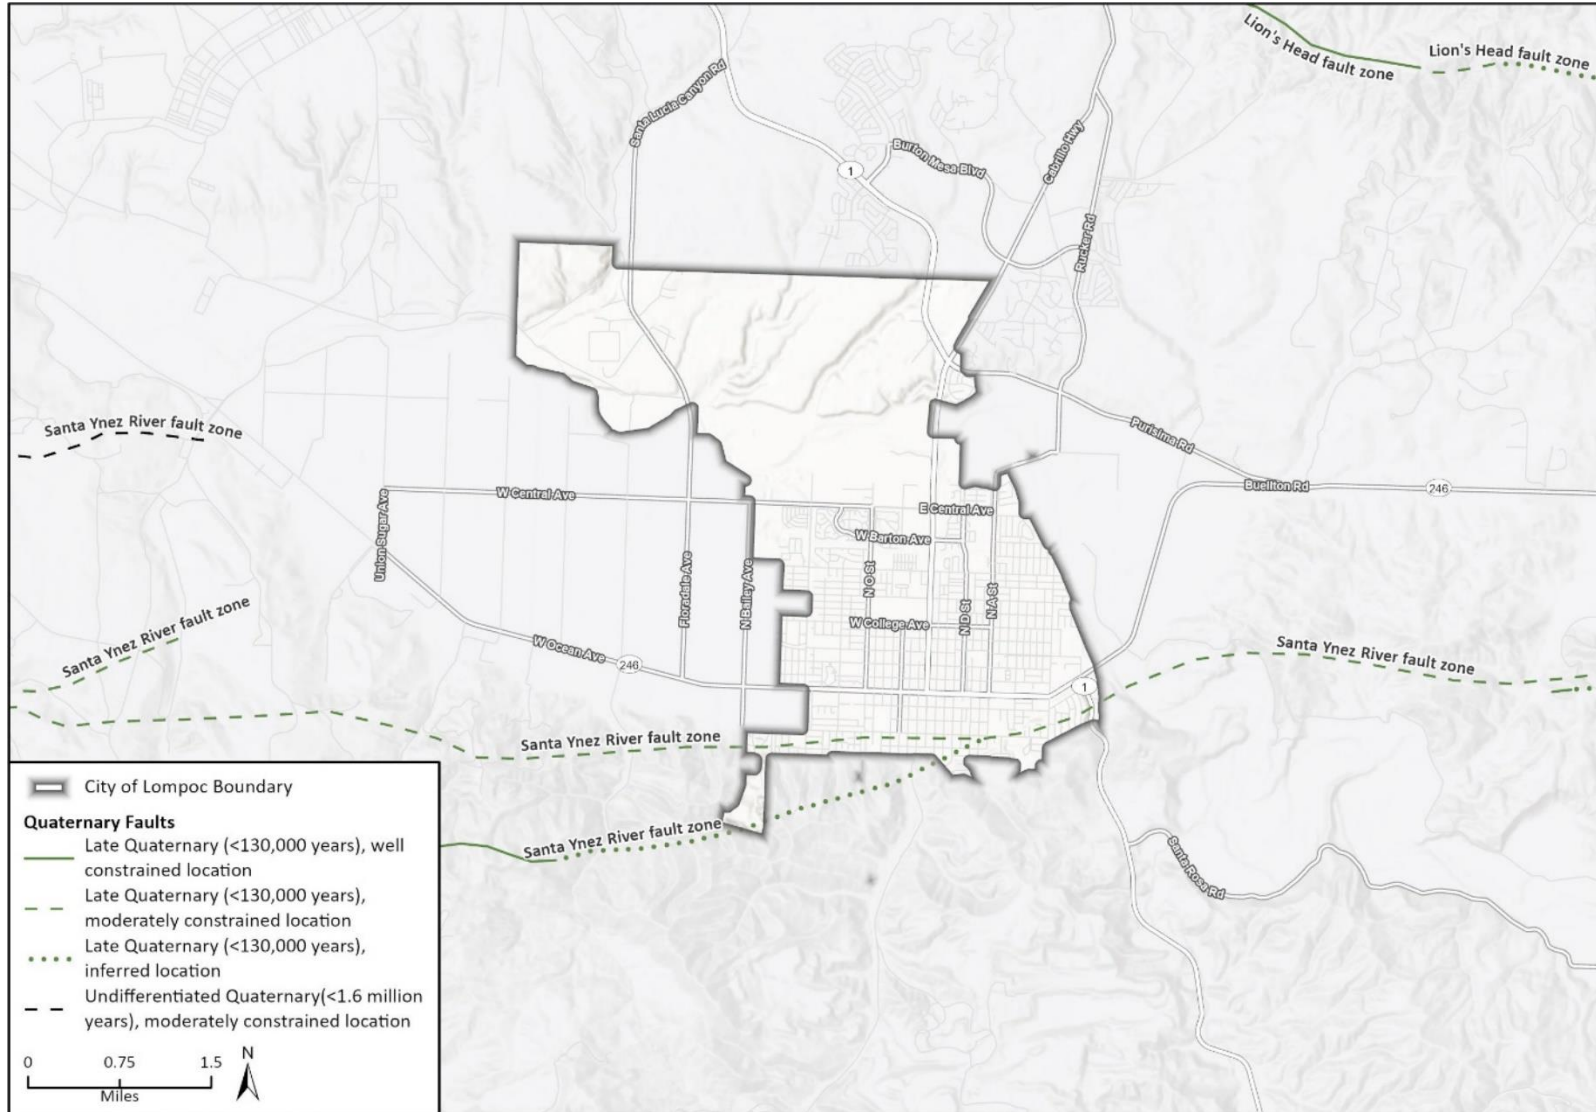 Lion's Head fault zone
Lion's Head fault zone
Santa Lucia Canyon Rd
1
Burton Mesa Blvd
Cabrillo Hwy
Rucker Rd
Santa Ynez River fault zone
Purisima Rd
Buellton Rd
246
W Central Ave
E Central Ave
W Barton Ave
Union Sugar Ave
Floradale Ave
N Bailey Ave
N O St
N D St
N A St
W College Ave
Santa Ynez River fault zone
W Ocean Ave
246
Santa Ynez River fault zone
1
Santa Ynez River fault zone
Santa Ynez River fault zone
Santa Rosa Rd
City of Lompoc Boundary
Quaternary Faults
Late Quaternary (<130,000 years), well
constrained location
Late Quaternary (<130,000 years),
moderately constrained location
Late Quaternary (<130,000 years),
inferred location
Undifferentiated Quaternary(<1.6 million
years), moderately constrained location
0 0.75 1.5
Miles
N